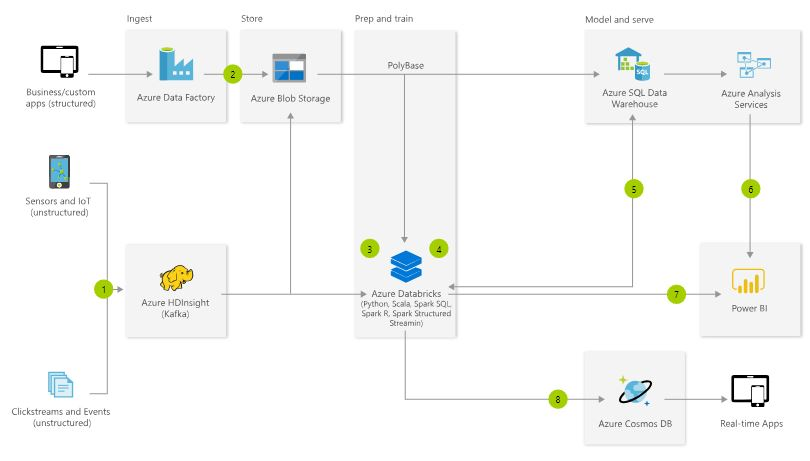 Ingest
Store
Prep and train
Model and serve
Business/custom
apps (structured)
Azure Data Factory
2
Azure Blob Storage
PolyBase
Azure SQL Data
Warehouse
SQL
Azure Analysis
Services
Sensors and IoT
(unstructured)
5
6
3
4
1
Azure HDInsight
(Kafka)
Azure Databricks
(Python, Scala, Spark SQL,
Spark R, Spark Structured
Streamin)
7
Power BI
Clickstreams and Events
(unstructured)
8
Azure Cosmos DB
Real-time Apps